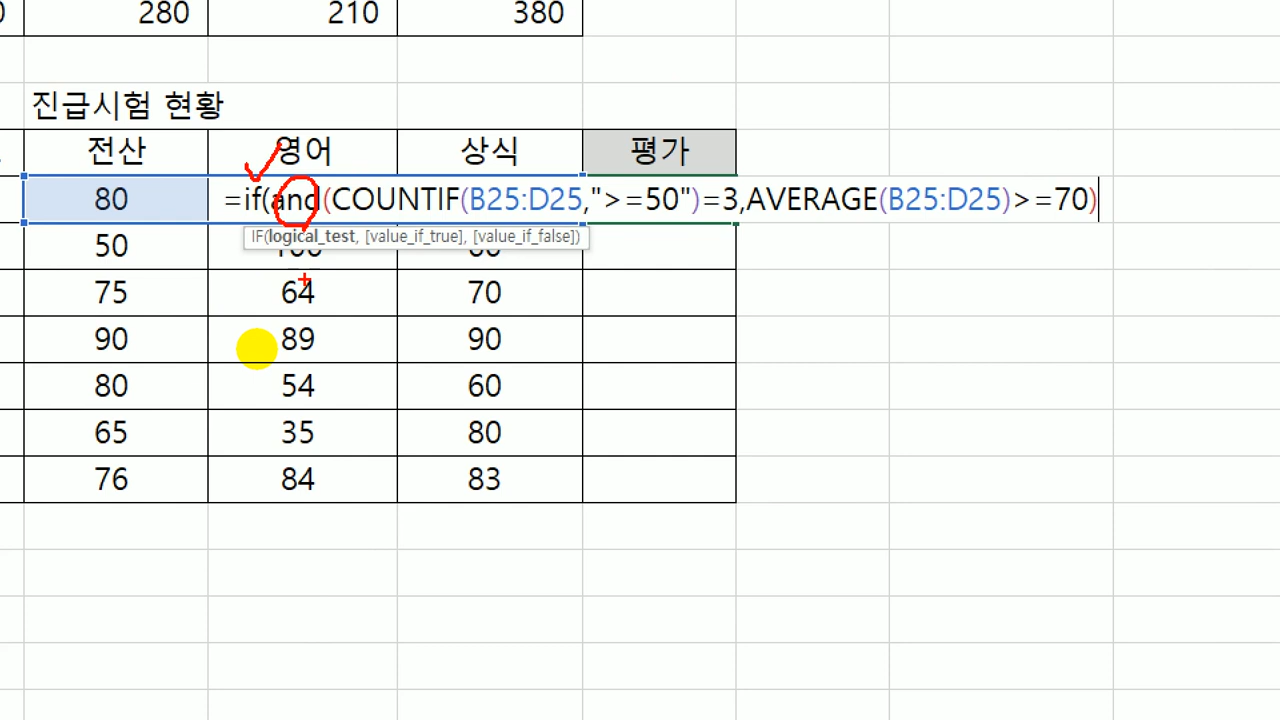 280 210 380
진급시험 현황
전산 영어 상식 평가
80 =if(and(COUNTIF(B25:D25,">=50")=3,AVERAGE(B25:D25)>=70)
IF(logical_test, [value_if_true], [value_if_false])
50
75 64 70
90 89 90
80 54 60
65 35 80
76 84 83